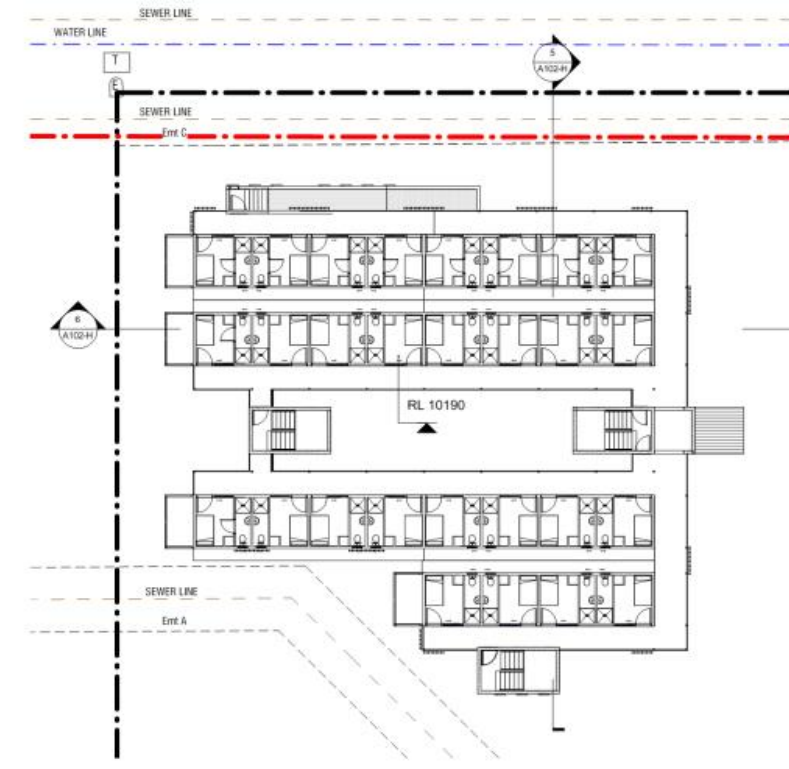 SEWER LINE
WATER LINE
T
E
5
A102-H
SEWER LINE
Emt C
6
A102-H
RL 10190
SEWER LINE
Emt A